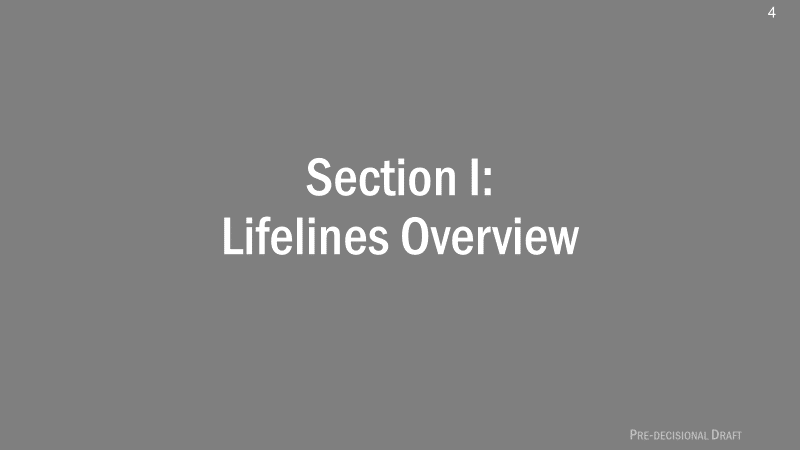 4
Section I:
Lifelines Overview
Pre-decisional Draft